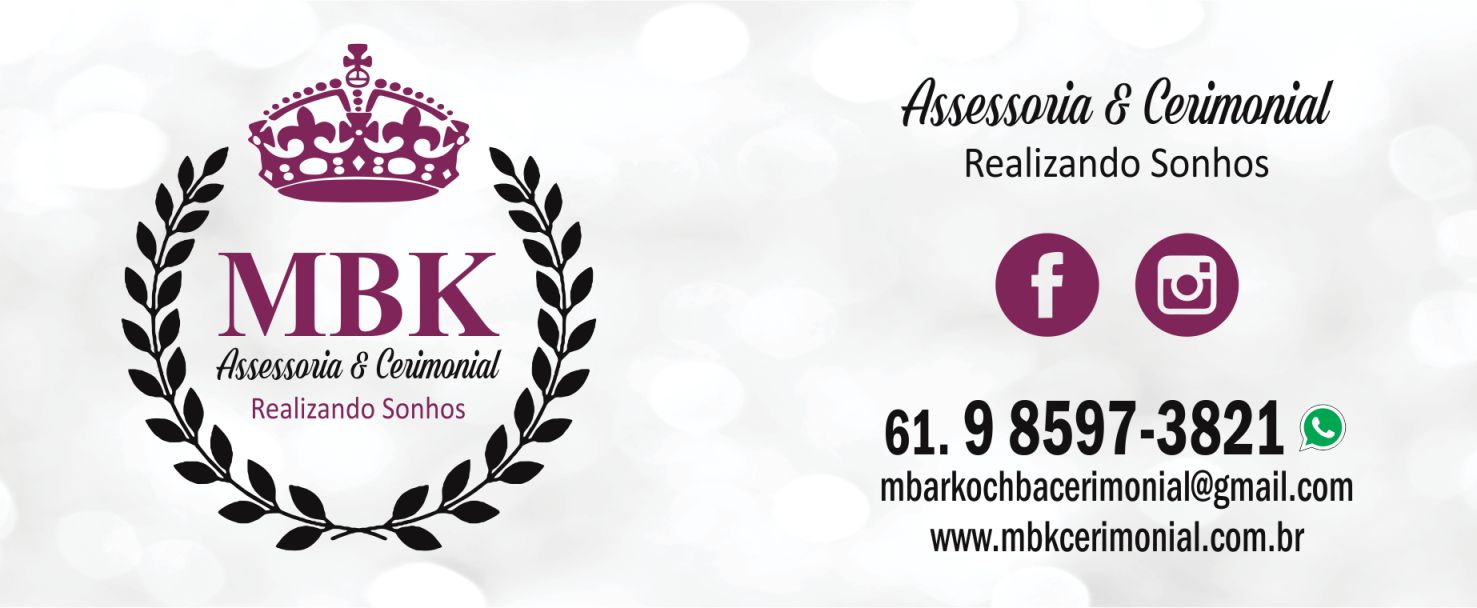 MBK
Assessoria & Cerimonial
Realizando Sonhos
Assessoria & Cerimonial
Realizando Sonhos
61. 9 8597-3821
mbarkochbacerimonial@gmail.com
www.mbkcerimonial.com.br